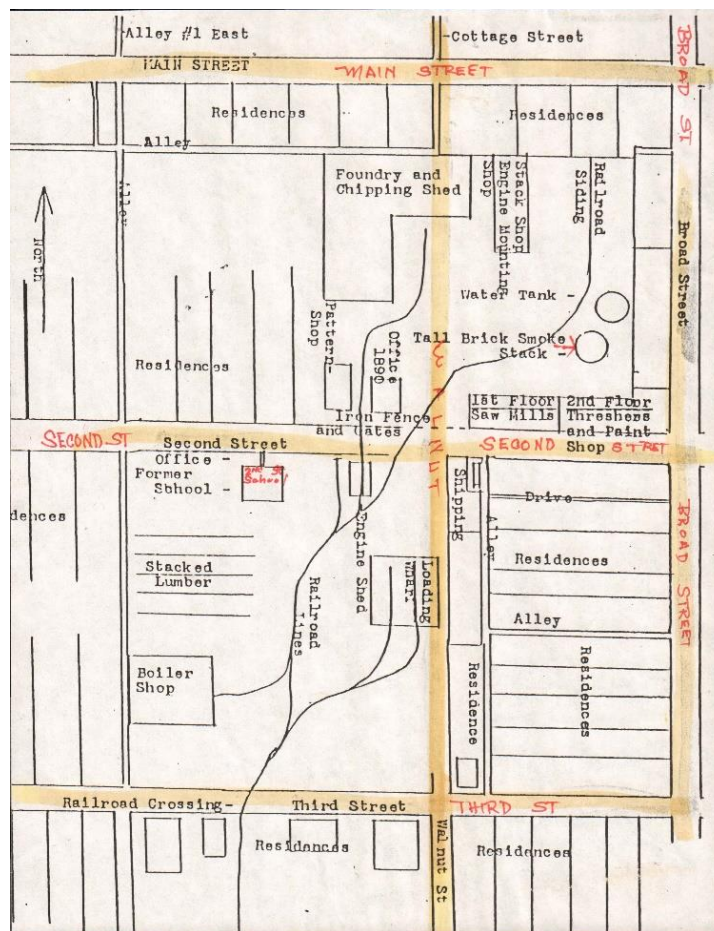 Alley #1 East
Cottage Street
BROAD ST
MAIN STREET
MAIN STREET
Residences
Residences
Alley
Alley
Foundry and
Chipping Shed
Stack Shop
Engine Mounting
Shop
Railroad
Siding
North
Broad Street
Water Tank -
Pattern-
Shop
Office
1890
Tall Brick Smoke
Stack -
WALNUT
Residences
Iron Fence
and Gates
1st Floor
Saw Mills
2nd Floor
Threshers
and Paint
Shop
SECOND ST
Second Street
SECOND
STRET
Office -
Former
Sbhool -
2nd St
School
Shipping
Drive
Alley
BROAD STREET
dences
Engine Shed
Residences
Stacked
Lumber
Railroad
Lines
Loading
Wharf
Alley
Boiler
Shop
Residence
Residences
Railroad Crossing-
Third Street
THIRD ST
Walnut St
Residences
Residences